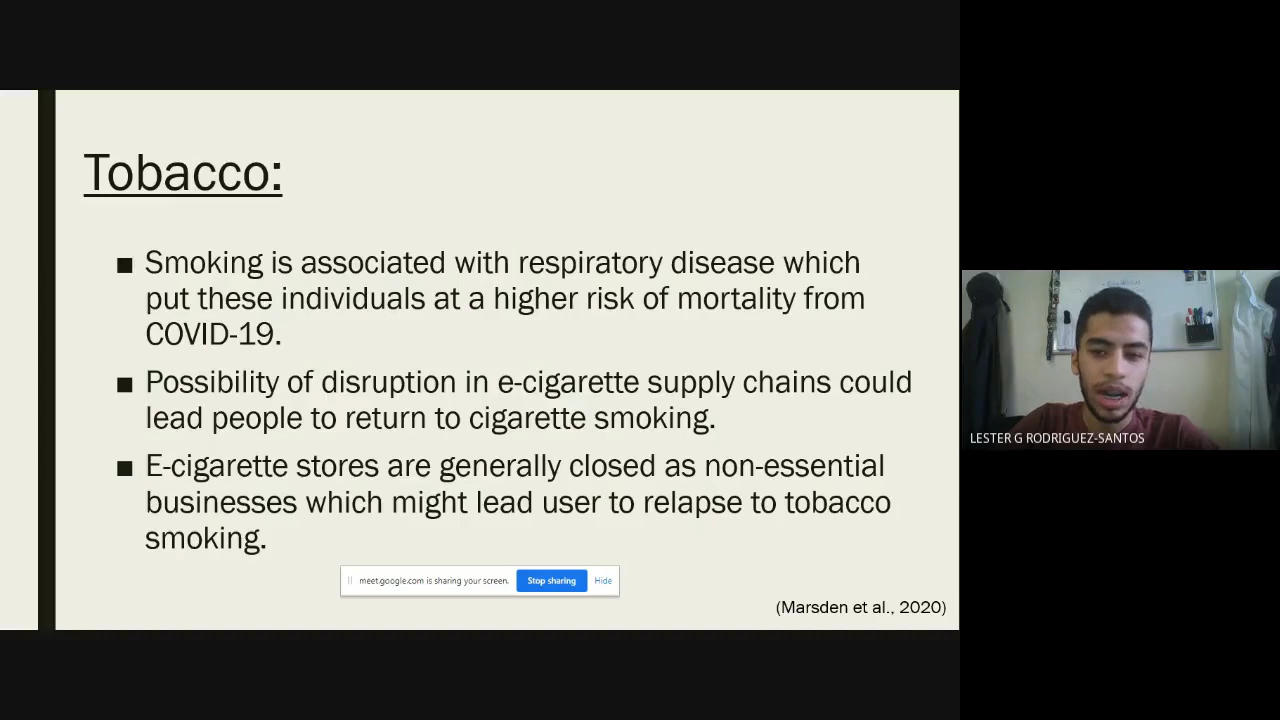 Tobacco:
■ Smoking is associated with respiratory disease which
put these individuals at a higher risk of mortality from
COVID-19.
■ Possibility of disruption in e-cigarette supply chains could
lead people to return to cigarette smoking.
■ E-cigarette stores are generally closed as non-essential
businesses which might lead user to relapse to tobacco
smoking.
meet.google.com is sharing your screen. Stop sharing Hide
(Marsden et al., 2020)
LESTER G RODRIGUEZ-SANTOS